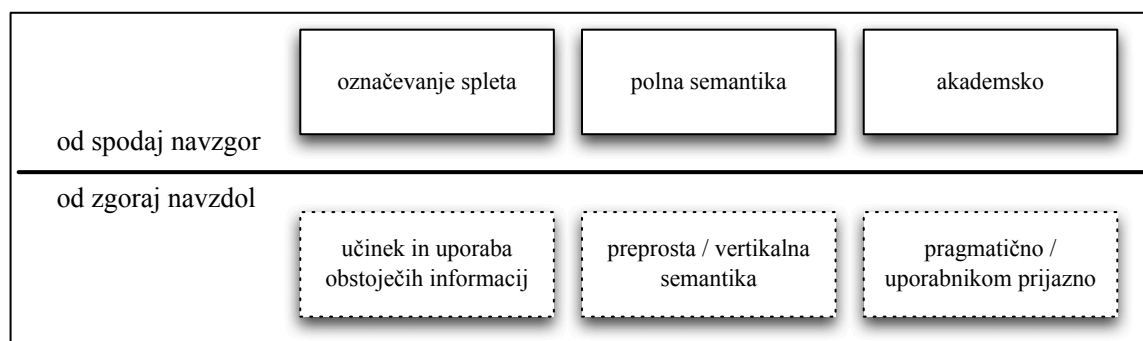 označevanje spleta
polna semantika
akademsko
od spodaj navzgor
od zgoraj navzdol
učinek in uporaba
obstoječih informacij
preprosta / vertikalna
semantika
pragmatično /
uporabnikom prijazno